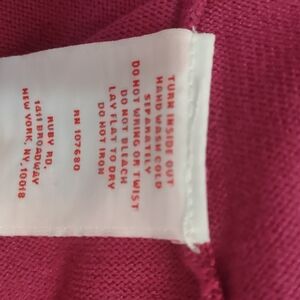 TURN INSIDE OUT
HAND WASH COLD
SEPARATELY
DO NOT WRING OR TWIST
DO NOT BLEACH
LAY FLAT TO DRY
DO NOT IRON
RN 107680
RUBY RD.
1411 BROADWAY
NEW YORK, NY, 10018